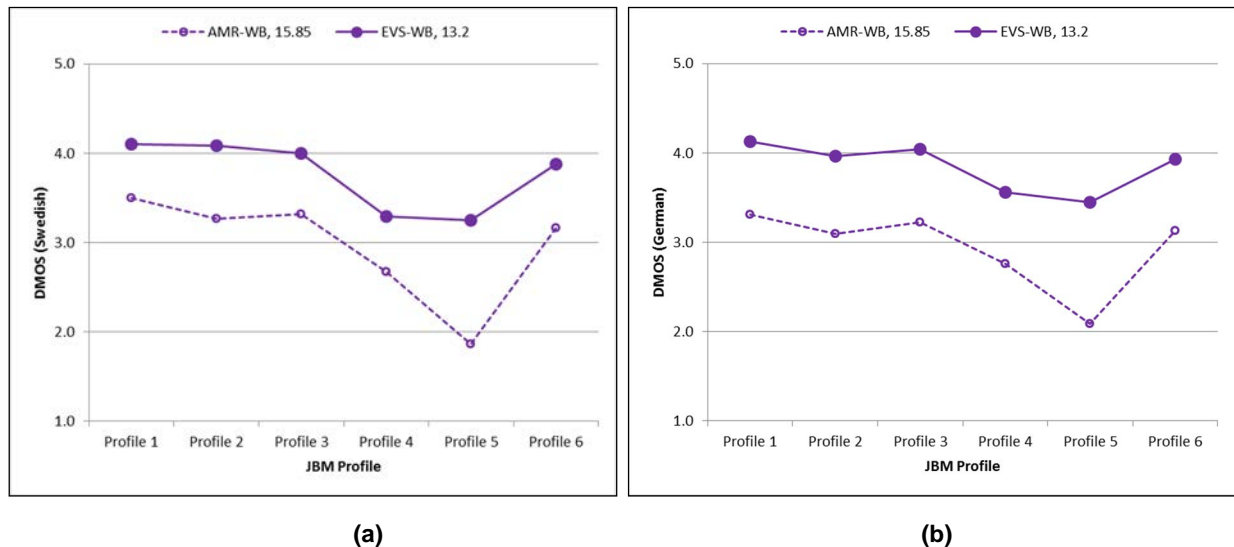 AMR-WB, 15.85 EVS-WB, 13.2
5.0
4.0
3.0
2.0
1.0
DMOS (Swedish)
Profile 1 Profile 2 Profile 3 Profile 4 Profile 5 Profile 6
JBM Profile
(a)
AMR-WB, 15.85 EVS-WB, 13.2
5.0
4.0
3.0
2.0
1.0
DMOS (German)
Profile 1 Profile 2 Profile 3 Profile 4 Profile 5 Profile 6
JBM Profile
(b)